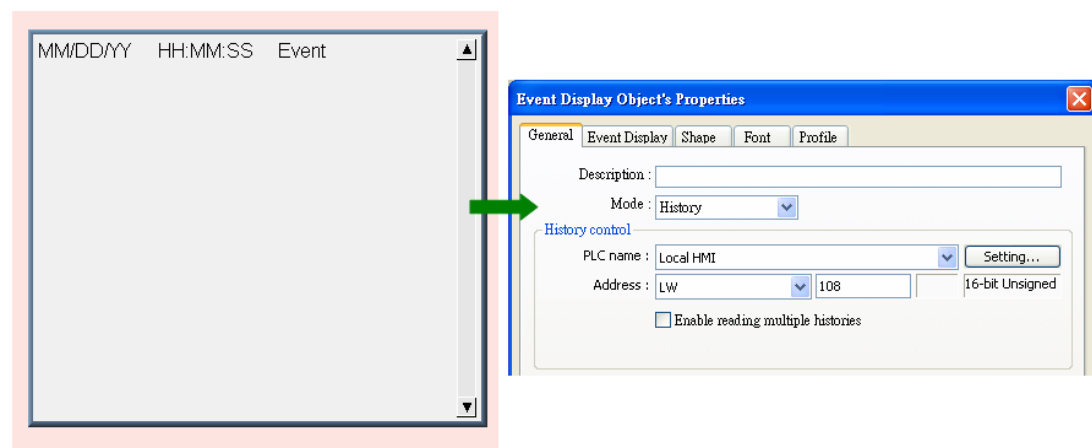 MM/DD/YY HH:MM:SS Event
Event Display Object's Properties
General Event Display Shape Font Profile
Description :
Mode : History
History control
PLC name : Local HMI Setting...
Address : LW 108 16-bit Unsigned
Enable reading multiple histories